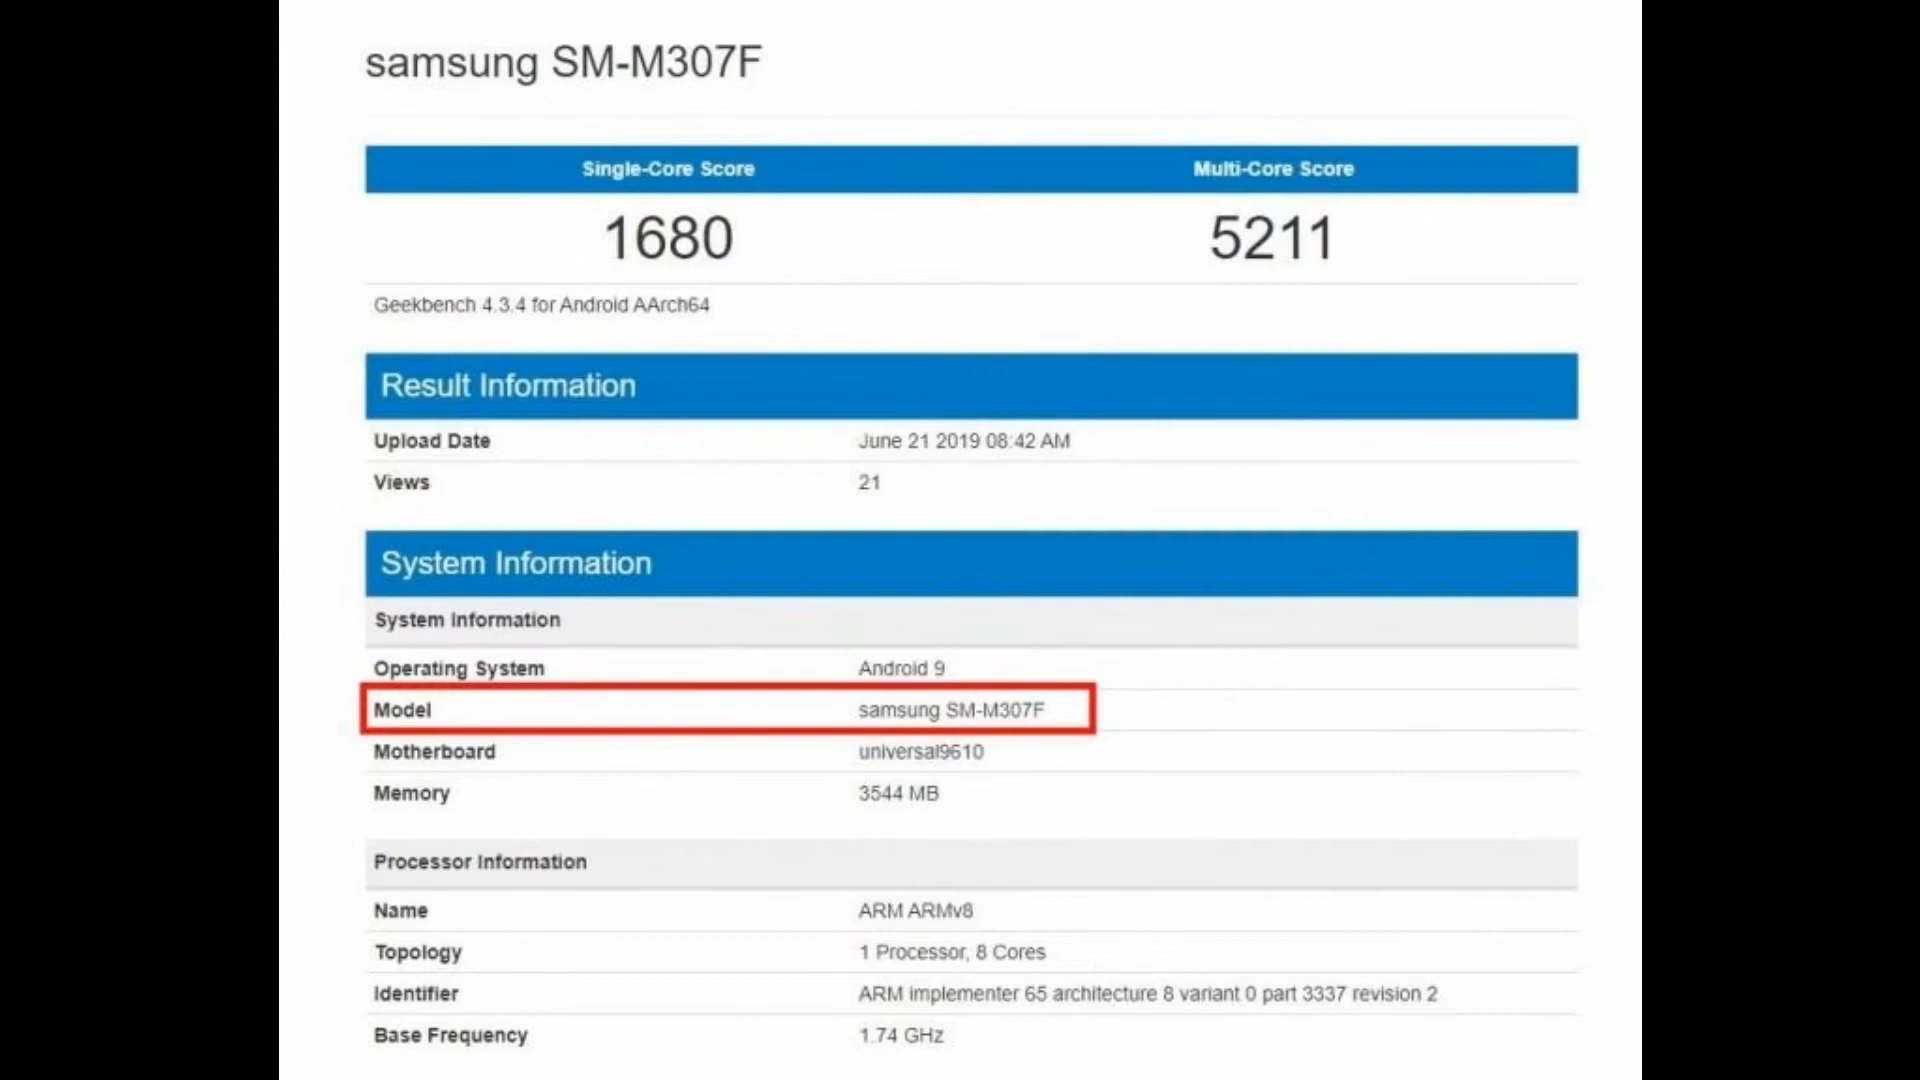 samsung SM-M307F
Single-Core Score Multi-Core Score
1680 5211
Geekbench 4.3.4 for Android AArch64
Result Information
Upload Date June 21 2019 08:42 AM
Views 21
System Information
System Information
Operating System Android 9
Model samsung SM-M307F
Motherboard universal9610
Memory 3544 MB
Processor Information
Name ARM ARMv8
Topology 1 Processor, 8 Cores
Identifier ARM implementer 65 architecture 8 variant 0 part 3337 revision 2
Base Frequency 1.74 GHz